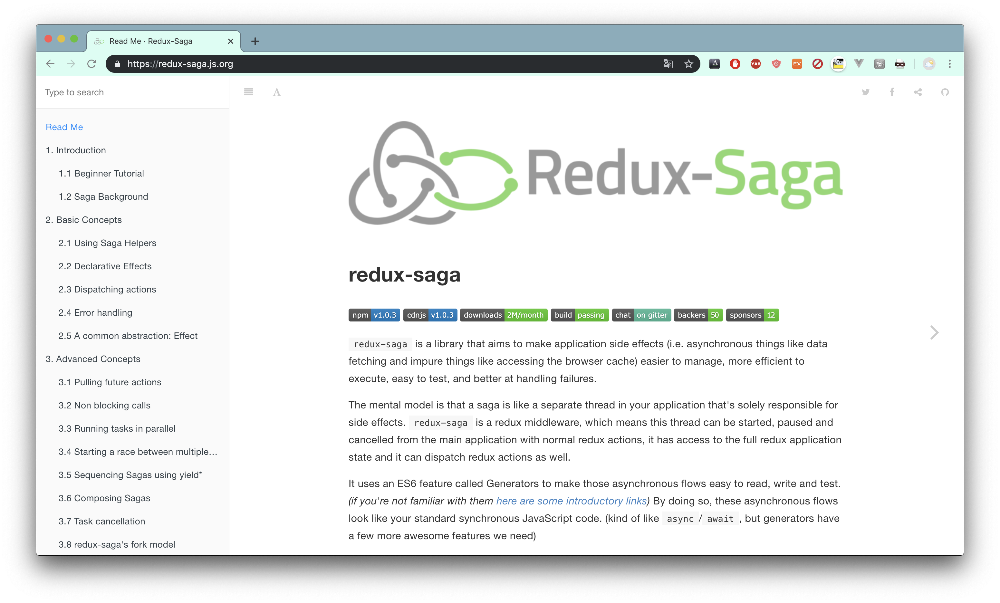 Read Me · Redux-Saga
https://redux-saga.js.org
A
YAB
EX
Type to search
A
Read Me
1. Introduction
1.1 Beginner Tutorial
1.2 Saga Background
2. Basic Concepts
2.1 Using Saga Helpers
2.2 Declarative Effects
2.3 Dispatching actions
2.4 Error handling
2.5 A common abstraction: Effect
3. Advanced Concepts
3.1 Pulling future actions
3.2 Non blocking calls
3.3 Running tasks in parallel
3.4 Starting a race between multiple…
3.5 Sequencing Sagas using yield*
3.6 Composing Sagas
3.7 Task cancellation
3.8 redux-saga's fork model
Redux-Saga
redux-saga
npm v1.0.3 cdnjs v1.0.3 downloads 2M/month build passing chat on gitter backers 50 sponsors 12
redux-saga is a library that aims to make application side effects (i.e. asynchronous things like data
fetching and impure things like accessing the browser cache) easier to manage, more efficient to
execute, easy to test, and better at handling failures.
The mental model is that a saga is like a separate thread in your application that's solely responsible for
side effects. redux-saga is a redux middleware, which means this thread can be started, paused and
cancelled from the main application with normal redux actions, it has access to the full redux application
state and it can dispatch redux actions as well.
It uses an ES6 feature called Generators to make those asynchronous flows easy to read, write and test.
(if you're not familiar with them here are some introductory links) By doing so, these asynchronous flows
look like your standard synchronous JavaScript code. (kind of like async / await , but generators have
a few more awesome features we need)